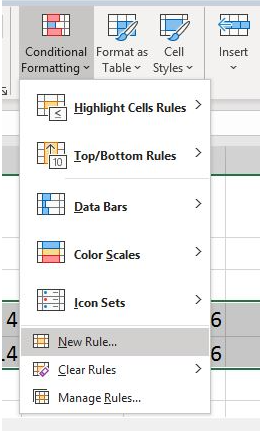 Conditional Format as Cell Insert
Formatting Table Styles
≤
Highlight Cells Rules
10
Top/Bottom Rules
Data Bars
Color Scales
Icon Sets
4 6
New Rule...
.4 6
Clear Rules
Manage Rules...